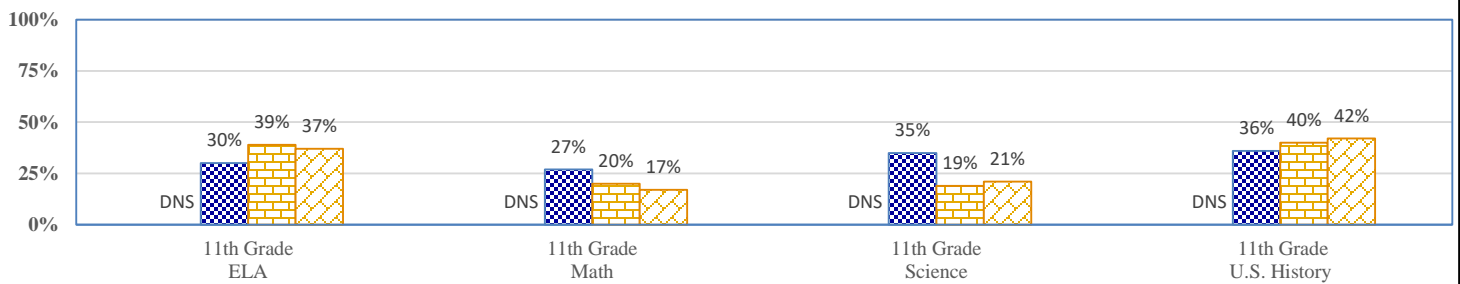 100%
75%
50%
25%
0%
DNS 30% 39% 37%
DNS 27% 20% 17%
DNS 35% 19% 21%
DNS 36% 40% 42%
11th Grade
ELA
11th Grade
Math
11th Grade
Science
11th Grade
U.S. History